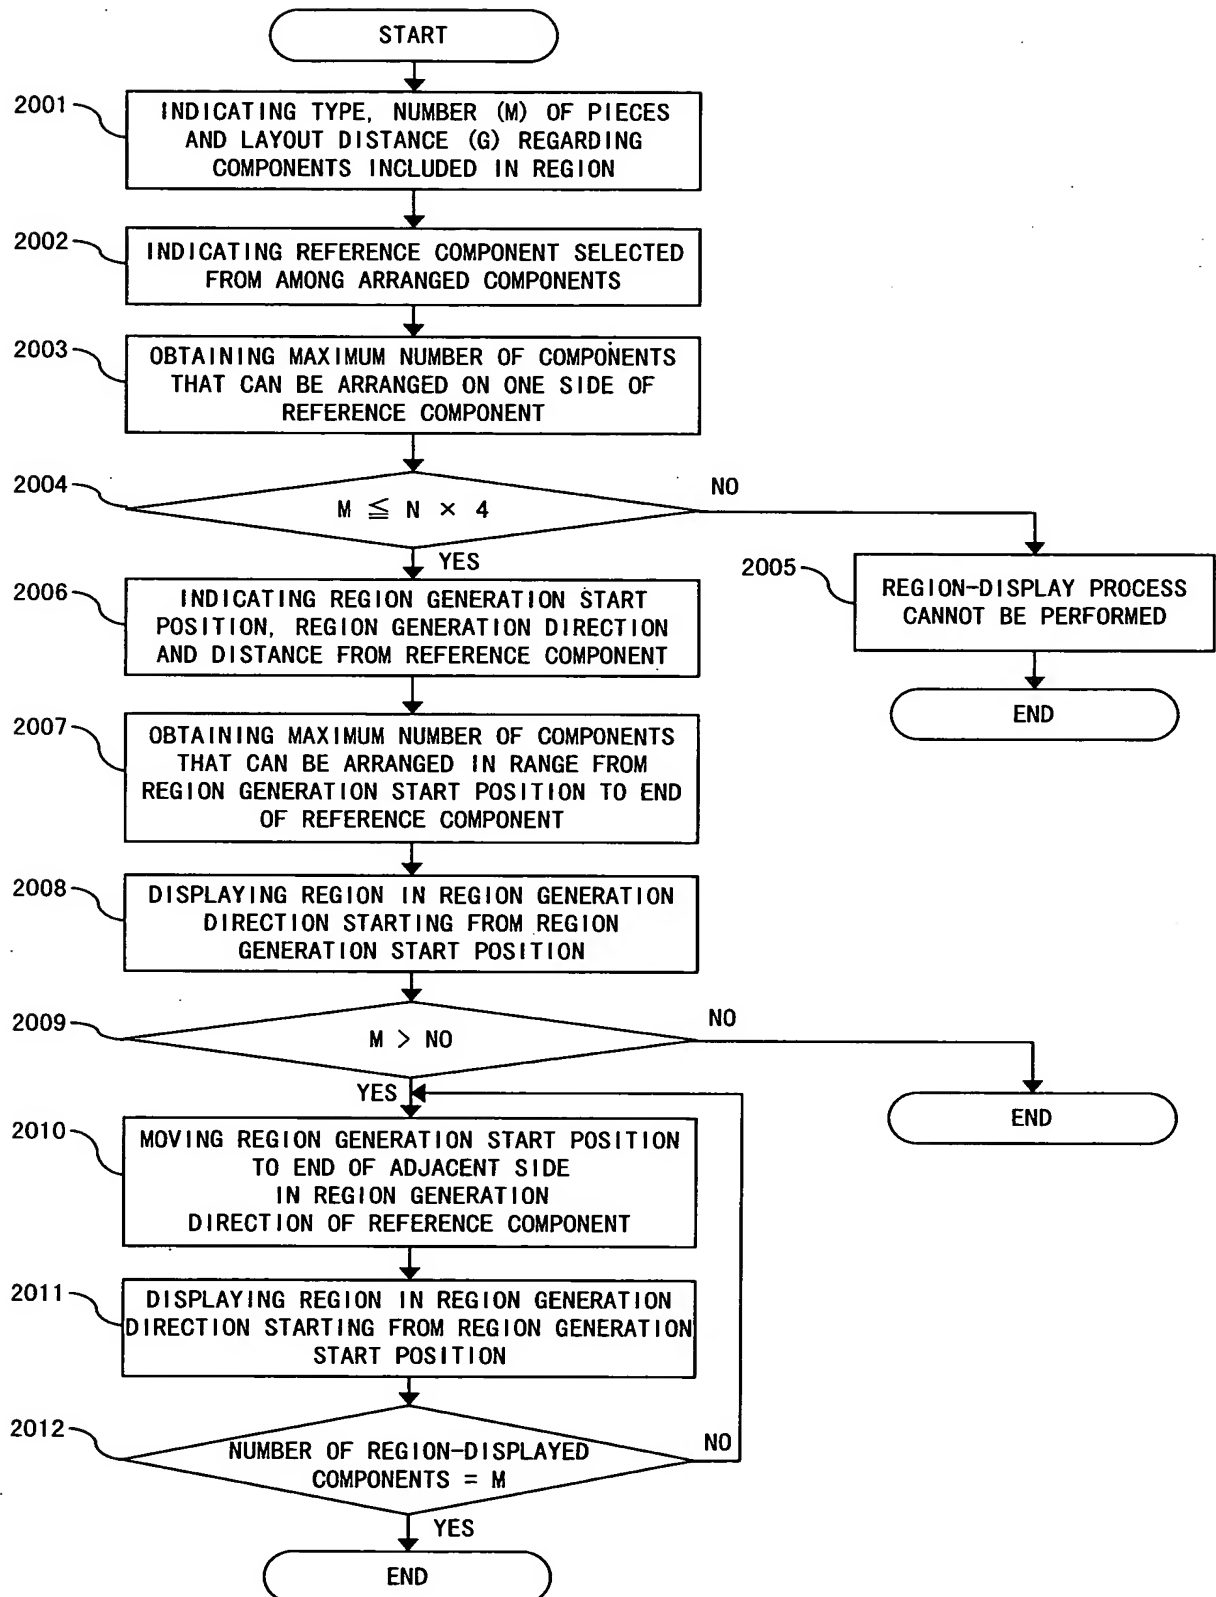 START
2001
INDICATING TYPE, NUMBER (M) OF PIECES
AND LAYOUT DISTANCE (G) REGARDING
COMPONENTS INCLUDED IN REGION
2002
INDICATING REFERENCE COMPONENT SELECTED
FROM AMONG ARRANGED COMPONENTS
2003
OBTAINING MAXIMUM NUMBER OF COMPONENTS
THAT CAN BE ARRANGED ON ONE SIDE OF
REFERENCE COMPONENT
2004
M ≦ N × 4
NO
YES
2005
REGION-DISPLAY PROCESS
CANNOT BE PERFORMED
END
2006
INDICATING REGION GENERATION START
POSITION, REGION GENERATION DIRECTION
AND DISTANCE FROM REFERENCE COMPONENT
2007
OBTAINING MAXIMUM NUMBER OF COMPONENTS
THAT CAN BE ARRANGED IN RANGE FROM
REGION GENERATION START POSITION TO END
OF REFERENCE COMPONENT
2008
DISPLAYING REGION IN REGION GENERATION
DIRECTION STARTING FROM REGION
GENERATION START POSITION
2009
M > NO
NO
YES
END
2010
MOVING REGION GENERATION START POSITION
TO END OF ADJACENT SIDE
IN REGION GENERATION
DIRECTION OF REFERENCE COMPONENT
2011
DISPLAYING REGION IN REGION GENERATION
DIRECTION STARTING FROM REGION GENERATION
START POSITION
2012
NUMBER OF REGION-DISPLAYED
COMPONENTS = M
NO
YES
END